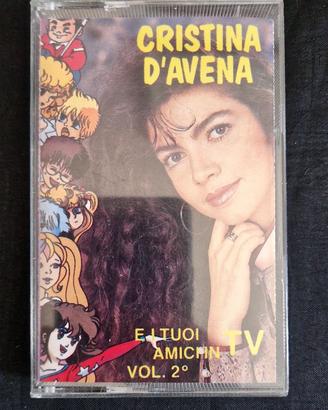 CRISTINA
D'AVENA
E I TUOI
AMICI IN TV
VOL. 2°